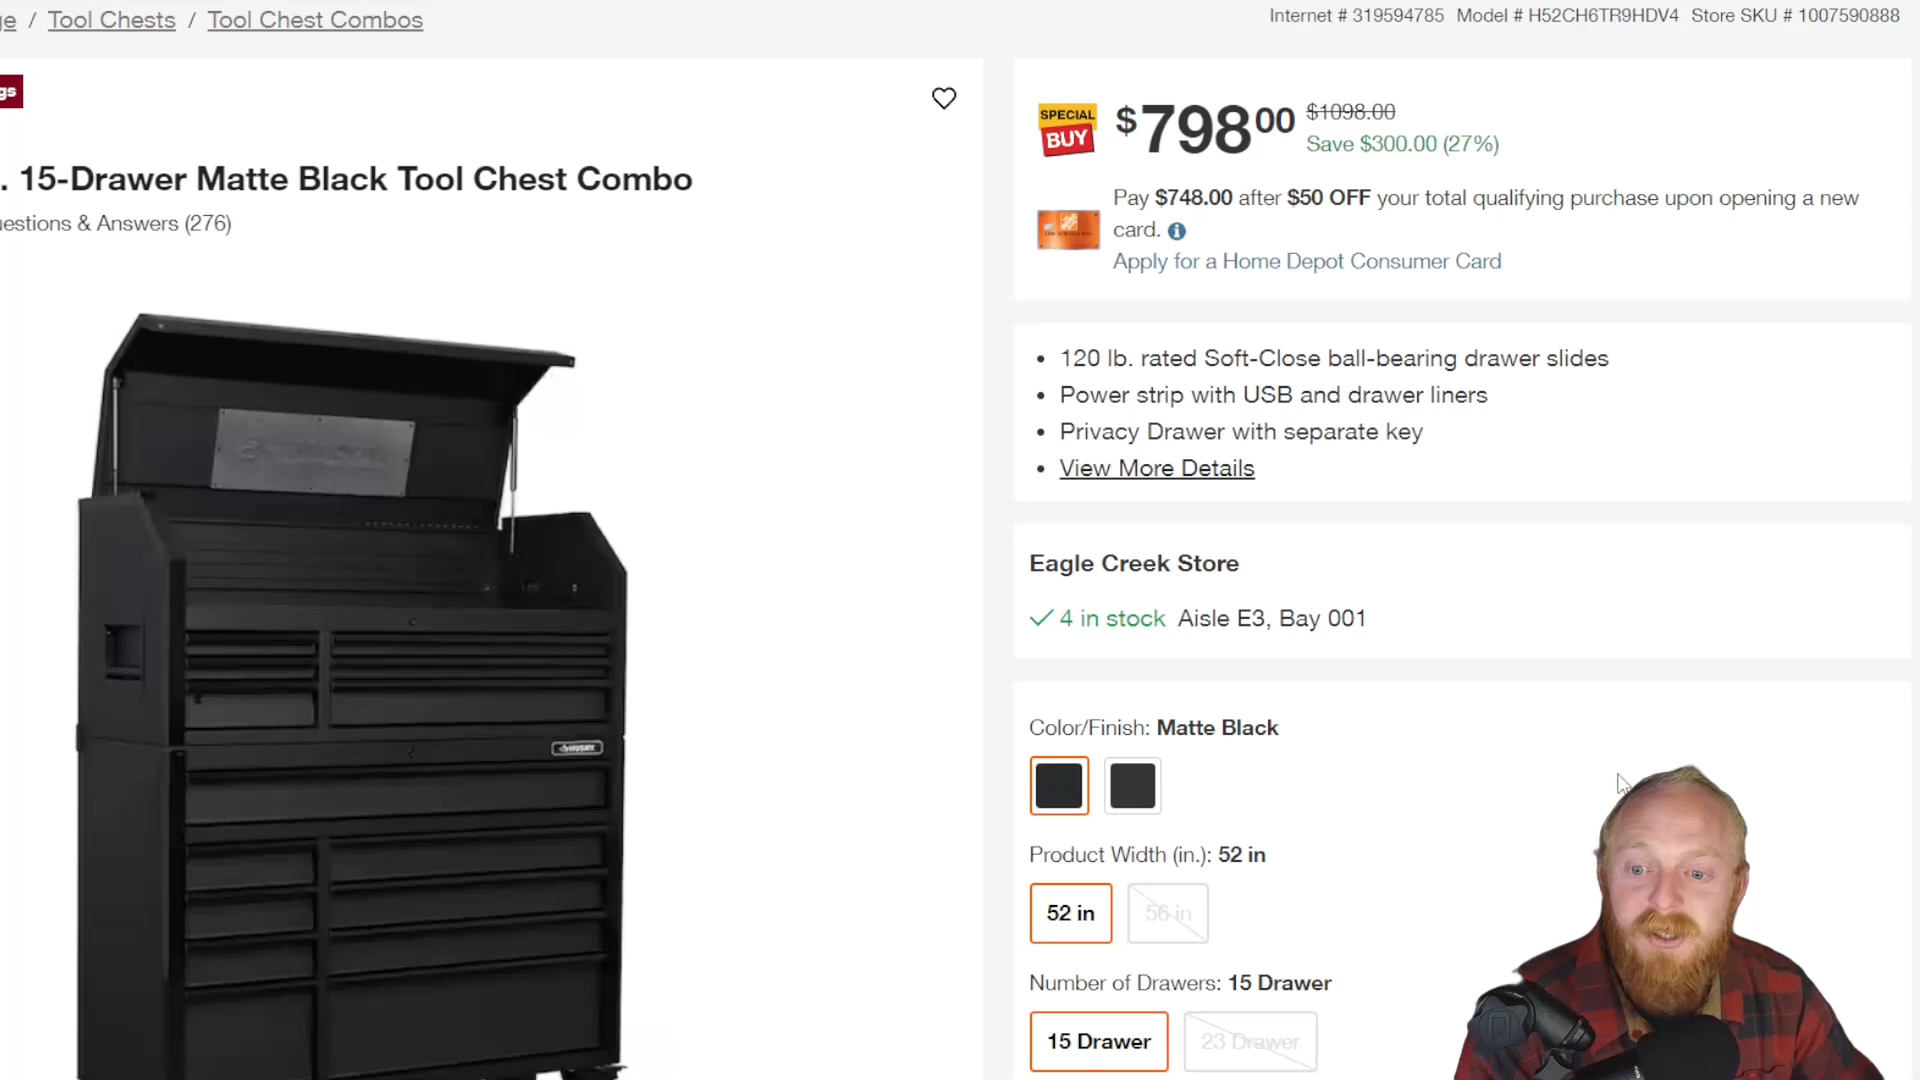 ge / Tool Chests / Tool Chest Combos
Internet # 319594785 Model # H52CH6TR9HDV4 Store SKU # 1007590888
gs
. 15-Drawer Matte Black Tool Chest Combo
uestions & Answers (276)
SPECIAL
BUY
$798 00
$1098.00
Save $300.00 (27%)
Pay $748.00 after $50 OFF your total qualifying purchase upon opening a new
card.
Apply for a Home Depot Consumer Card
• 120 lb. rated Soft-Close ball-bearing drawer slides
• Power strip with USB and drawer liners
• Privacy Drawer with separate key
• View More Details
Eagle Creek Store
4 in stock Aisle E3, Bay 001
Color/Finish: Matte Black
Product Width (in.): 52 in
52 in
56 in
Number of Drawers: 15 Drawer
15 Drawer
23 Drawer
HUSKY